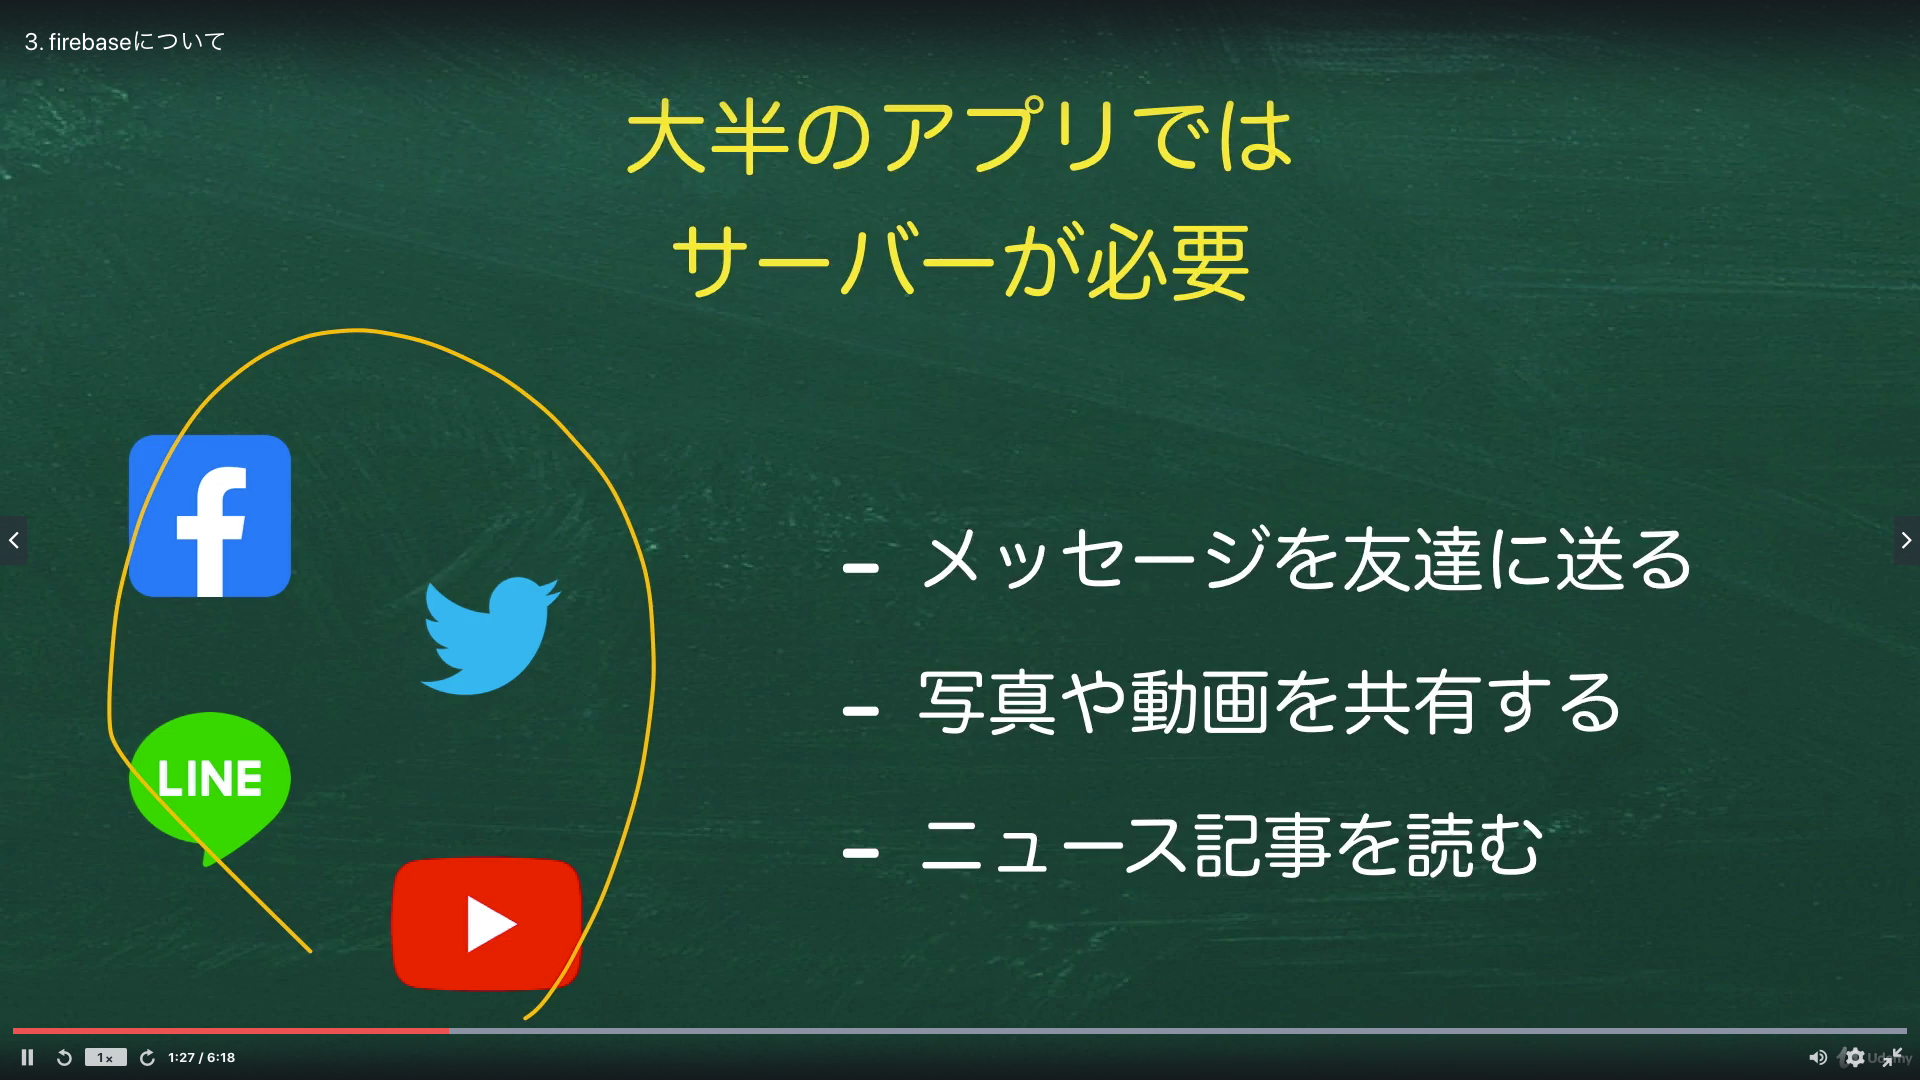 3. firebaseについて
大半のアプリでは
サーバーが必要
- メッセージを友達に送る
- 写真や動画を共有する
- ニュース記事を読む
LINE
1x
1:27 / 6:18
Udemy